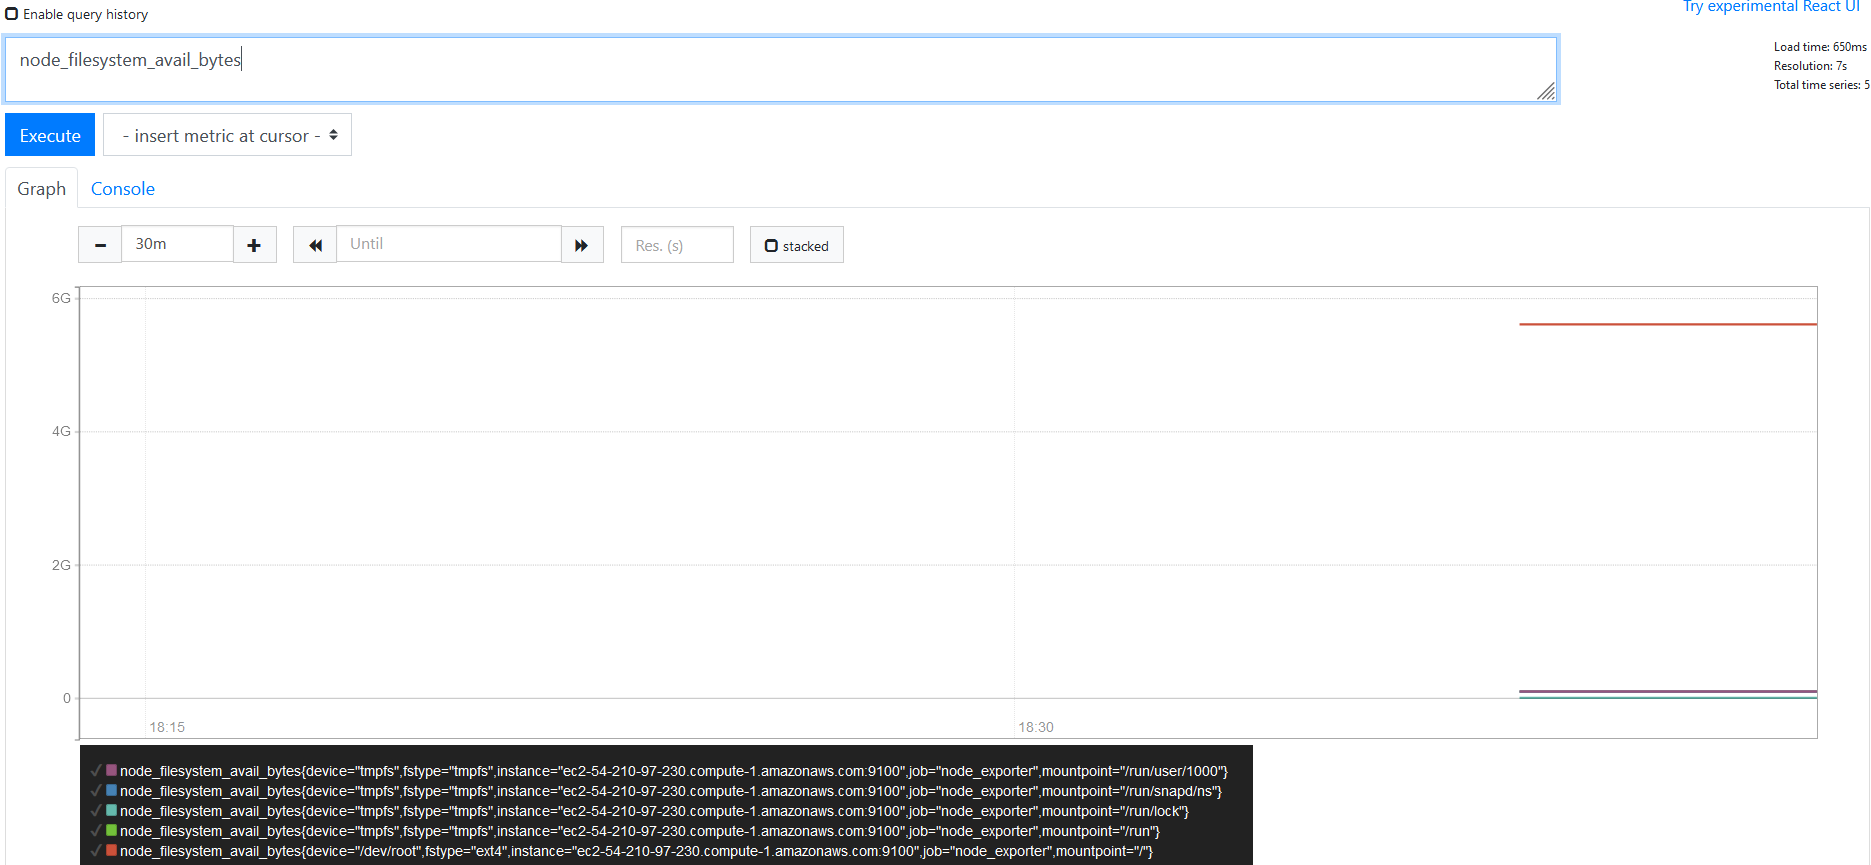 Enable query history
Try experimental React UI
node_filesystem_avail_bytes
Load time: 650ms
Resolution: 7s
Total time series: 5
Execute
- insert metric at cursor -
Graph
Console
30m
Until
Res. (s)
stacked
6G
4G
2G
0
18:15
18:30
node_filesystem_avail_bytes{device="tmpfs",fstype="tmpfs",instance="ec2-54-210-97-230.compute-1.amazonaws.com:9100",job="node_exporter",mountpoint="/run/user/1000"}
node_filesystem_avail_bytes{device="tmpfs",fstype="tmpfs",instance="ec2-54-210-97-230.compute-1.amazonaws.com:9100",job="node_exporter",mountpoint="/run/snapd/ns"}
node_filesystem_avail_bytes{device="tmpfs",fstype="tmpfs",instance="ec2-54-210-97-230.compute-1.amazonaws.com:9100",job="node_exporter",mountpoint="/run/lock"}
node_filesystem_avail_bytes{device="tmpfs",fstype="tmpfs",instance="ec2-54-210-97-230.compute-1.amazonaws.com:9100",job="node_exporter",mountpoint="/run"}
node_filesystem_avail_bytes{device="/dev/root",fstype="ext4",instance="ec2-54-210-97-230.compute-1.amazonaws.com:9100",job="node_exporter",mountpoint="/"}